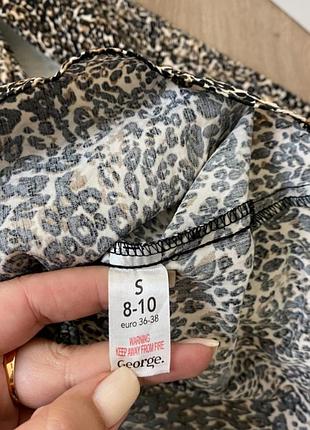 S
8-10
euro 36-38
WARNING
KEEP AWAY FROM FIRE
George.